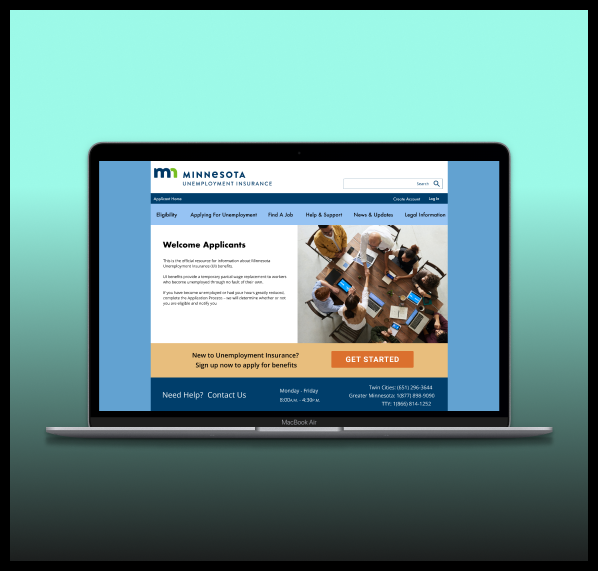 mn MINNESOTA
UNEMPLOYMENT INSURANCE
Search
Applicant Home
Create Account Log In
Eligibility Applying For Unemployment Find A Job Help & Support News & Updates Legal Information
Welcome Applicants
This is the official resource for information about Minnesota
Unemployment Insurance (UI) benefits.
UI benefits provide a temporary partial wage replacement to workers
who become unemployed through no fault of their own.
If you have become unemployed or had your hours greatly reduced,
complete the Application Process - we will determine whether or not
you are eligible and notify you
New to Unemployment Insurance?
Sign up now to apply for benefits
GET STARTED
Need Help? Contact Us
Monday - Friday
8:00A.M. - 4:30P.M.
Twin Cities: (651) 296-3644
Greater Minnesota: 1(877) 898-9090
TTY: 1(866) 814-1252
MacBook Air